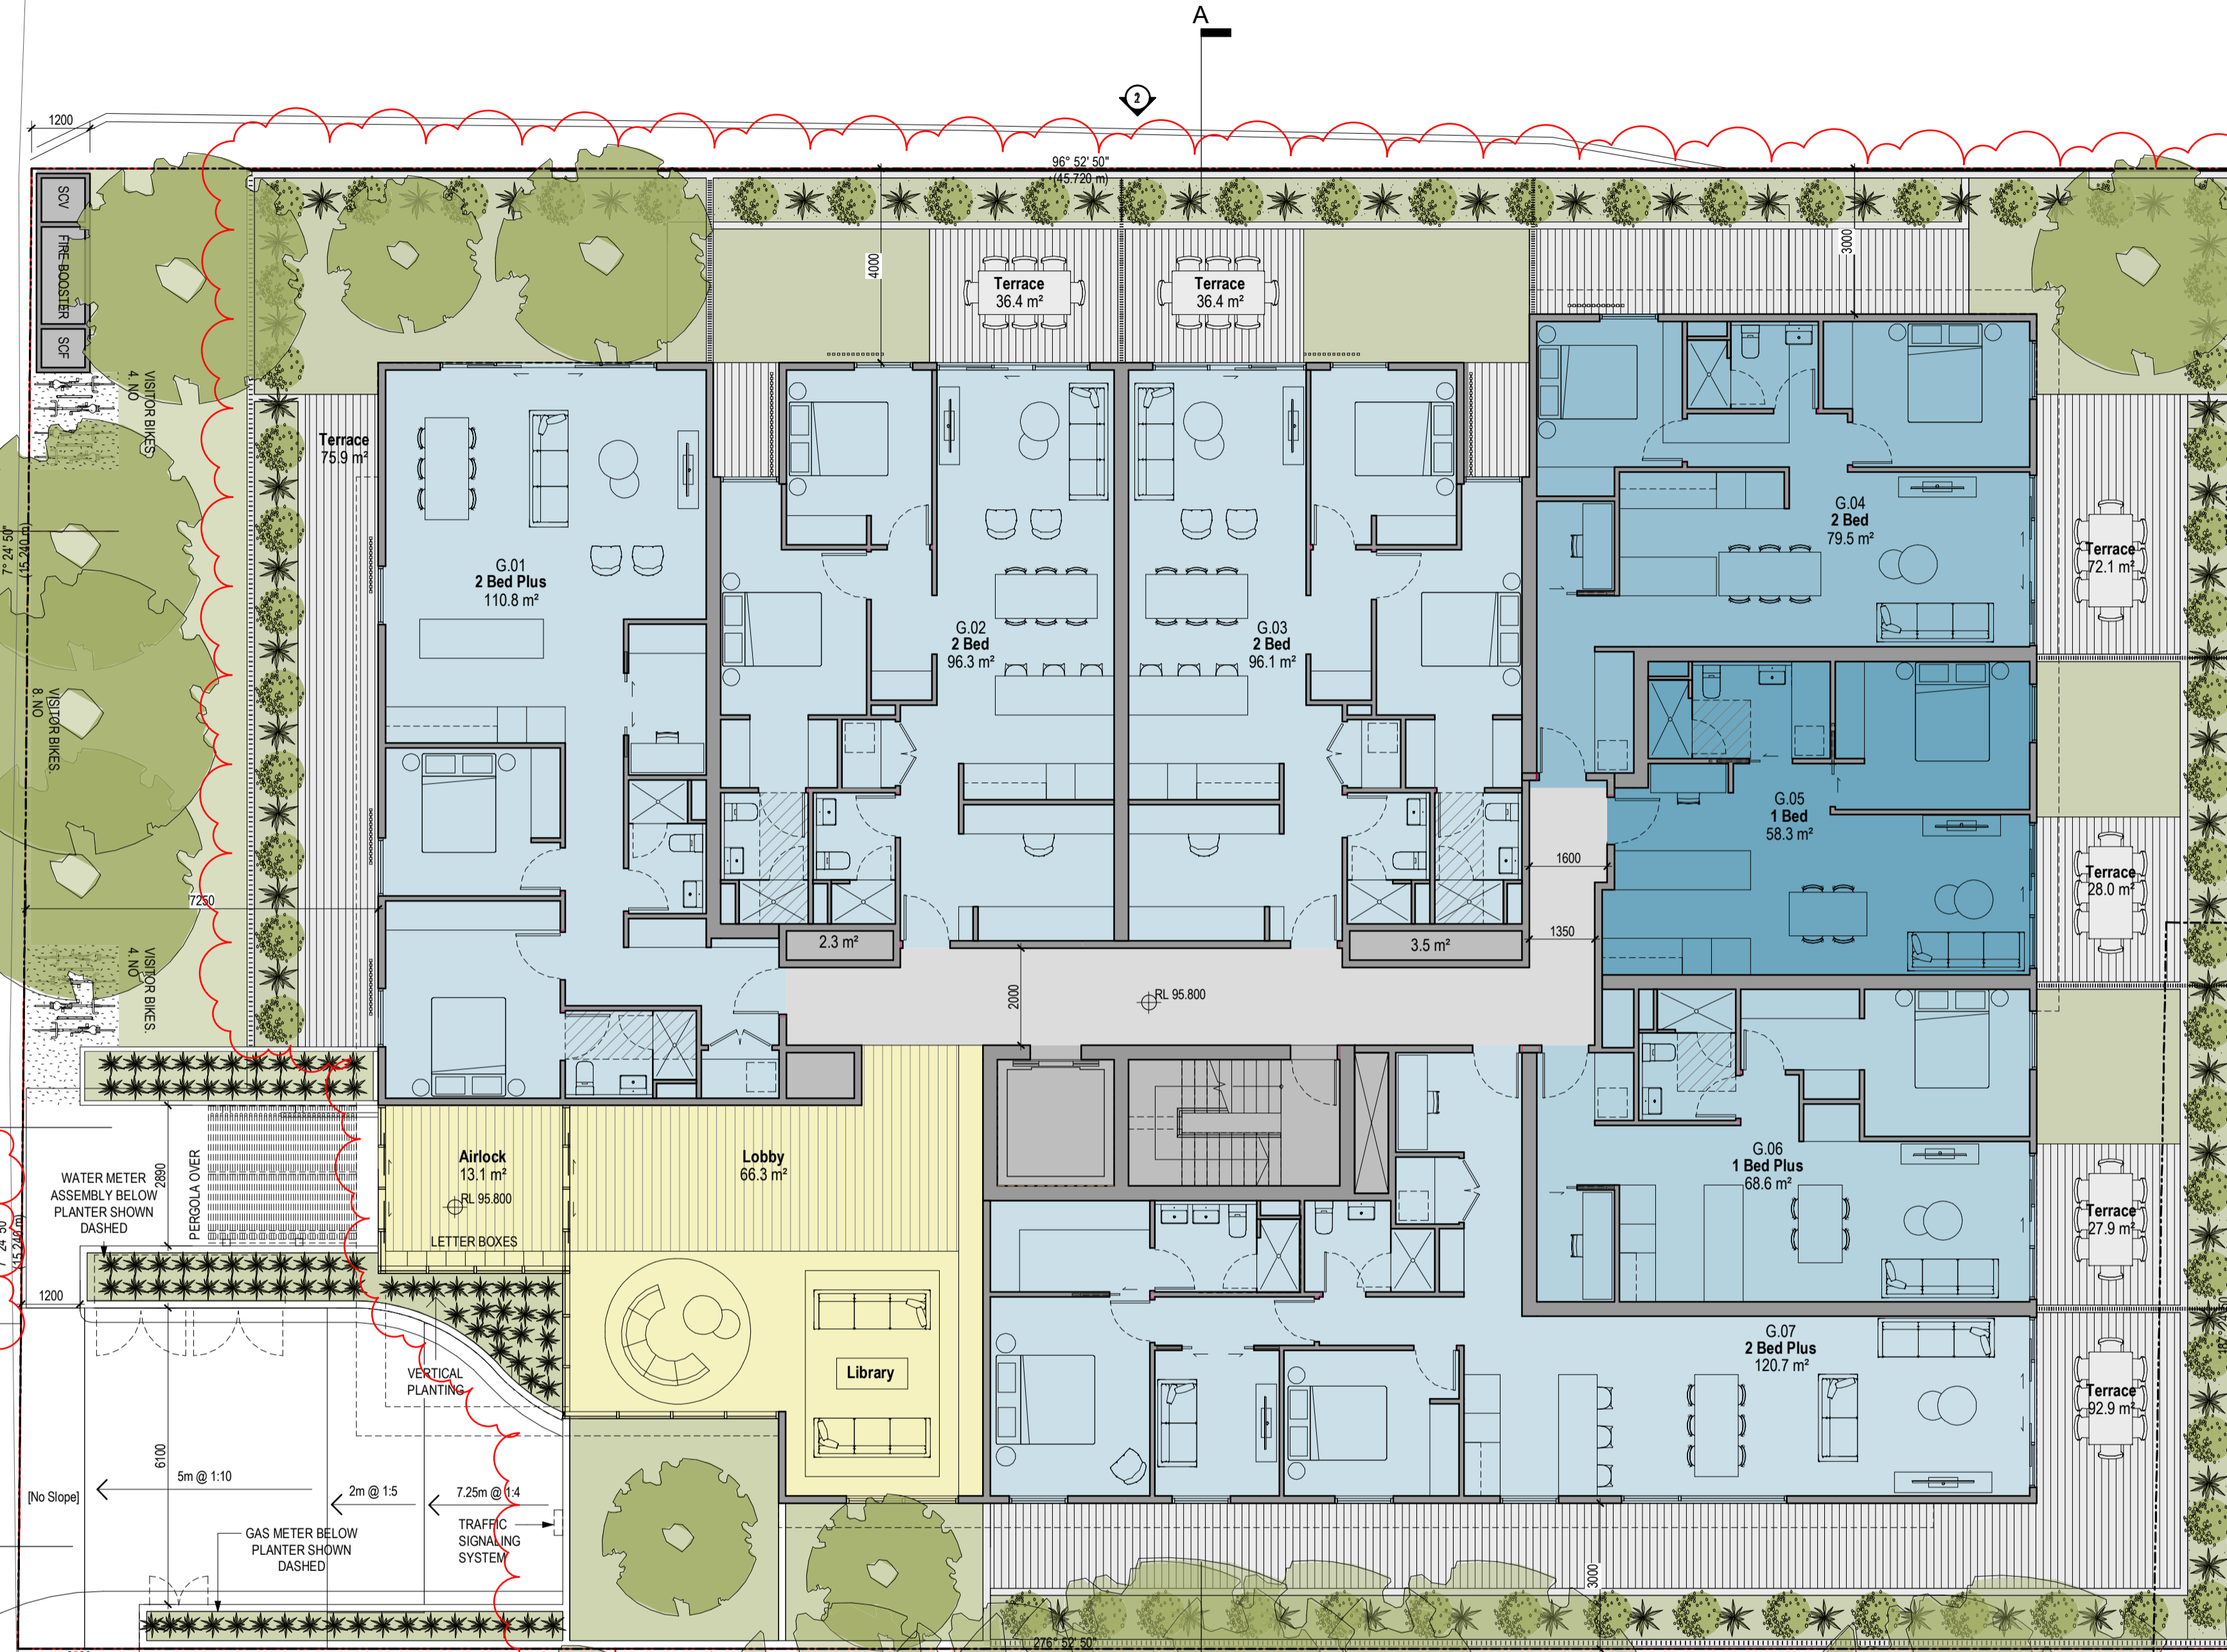 A
2
1200
96° 52' 50"
(45.720 m)
SCV
FIRE BOOSTER
SCF
4000
3000
Terrace
36.4 m²
Terrace
36.4 m²
VISITOR BIKES
4. NO
Terrace
75.9 m²
G.01
2 Bed Plus
110.8 m²
G.02
2 Bed
96.3 m²
G.03
2 Bed
96.1 m²
G.04
2 Bed
79.5 m²
Terrace
72.1 m²
7° 24' 50"
(15.240 m)
VISITOR BIKES.
8. NO
G.05
1 Bed
58.3 m²
Terrace
28.0 m²
1600
1350
7250
VISITOR BIKES.
4. NO
2.3 m²
3.5 m²
2000
RL 95.800
Airlock
13.1 m²
RL 95.800
LETTER BOXES
Lobby
66.3 m²
G.06
1 Bed Plus
68.6 m²
Terrace
27.9 m²
WATER METER
ASSEMBLY BELOW
PLANTER SHOWN
DASHED
2890
PERGOLA OVER
(15.240 m)
1200
G.07
2 Bed Plus
120.7 m²
Terrace
92.9 m²
VERTICAL
PLANTING
Library
6100
5m @ 1:10
2m @ 1:5
7.25m @ 1:4
[No Slope]
TRAFFIC
SIGNALING
SYSTEM
GAS METER BELOW
PLANTER SHOWN
DASHED
3000
276° 52' 50"